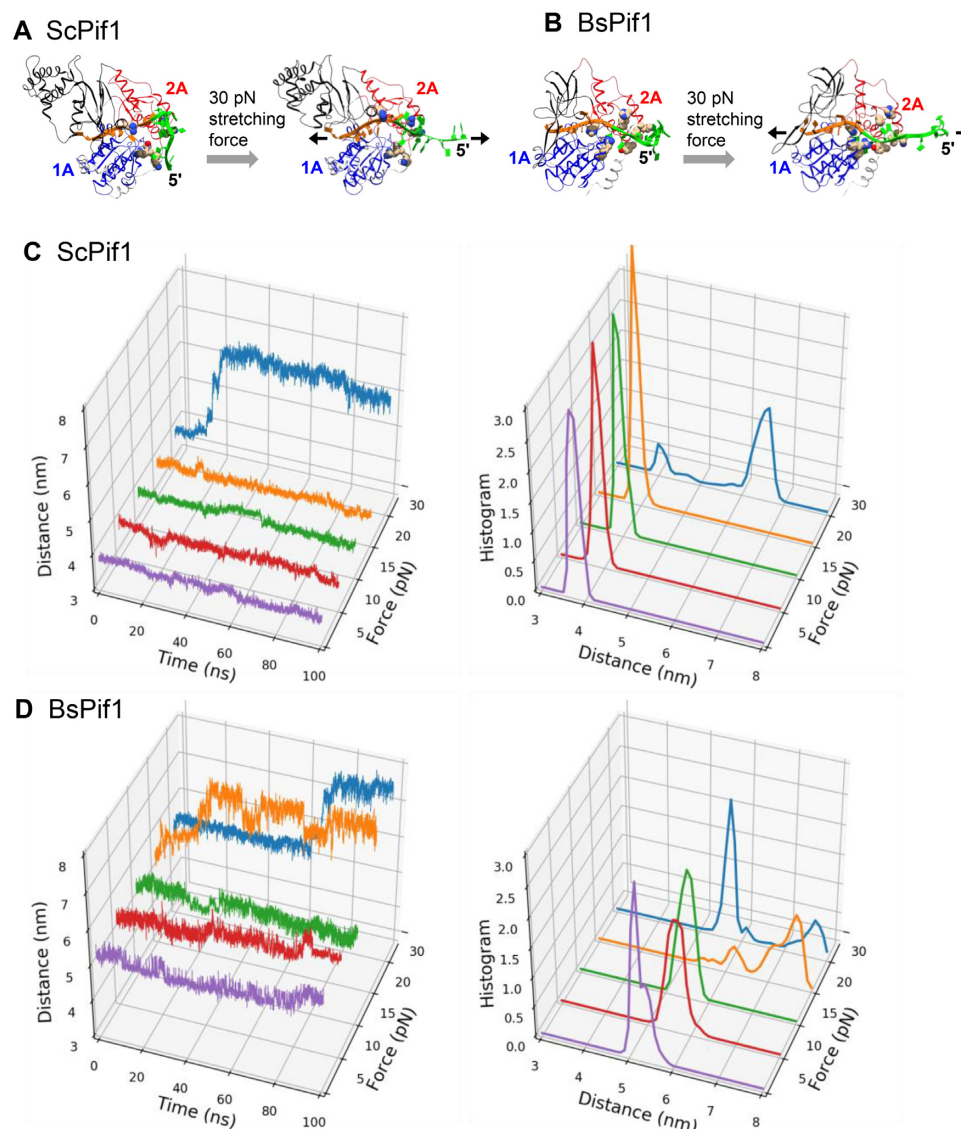 A ScPif1
B BsPif1
2A
30 pN
stretching
force
1A
5'
5'
2A
30 pN
stretching
force
1A
5'
1A
2A
5'
C ScPif1
8
7
6
5
4
3
Distance (nm)
0
20
40
60
80
100
Time (ns)
5
10
15
20
30
Force (pN)
3.0
2.5
2.0
1.5
1.0
0.5
0.0
Histogram
3
4
5
6
7
8
Distance (nm)
5
10
15
20
30
Force (pN)
D BsPif1
8
7
6
5
4
3
Distance (nm)
0
20
40
60
80
100
Time (ns)
5
10
15
20
30
Force (pN)
3.0
2.5
2.0
1.5
1.0
0.5
0.0
Histogram
3
4
5
6
7
8
Distance (nm)
5
10
15
20
30
Force (pN)